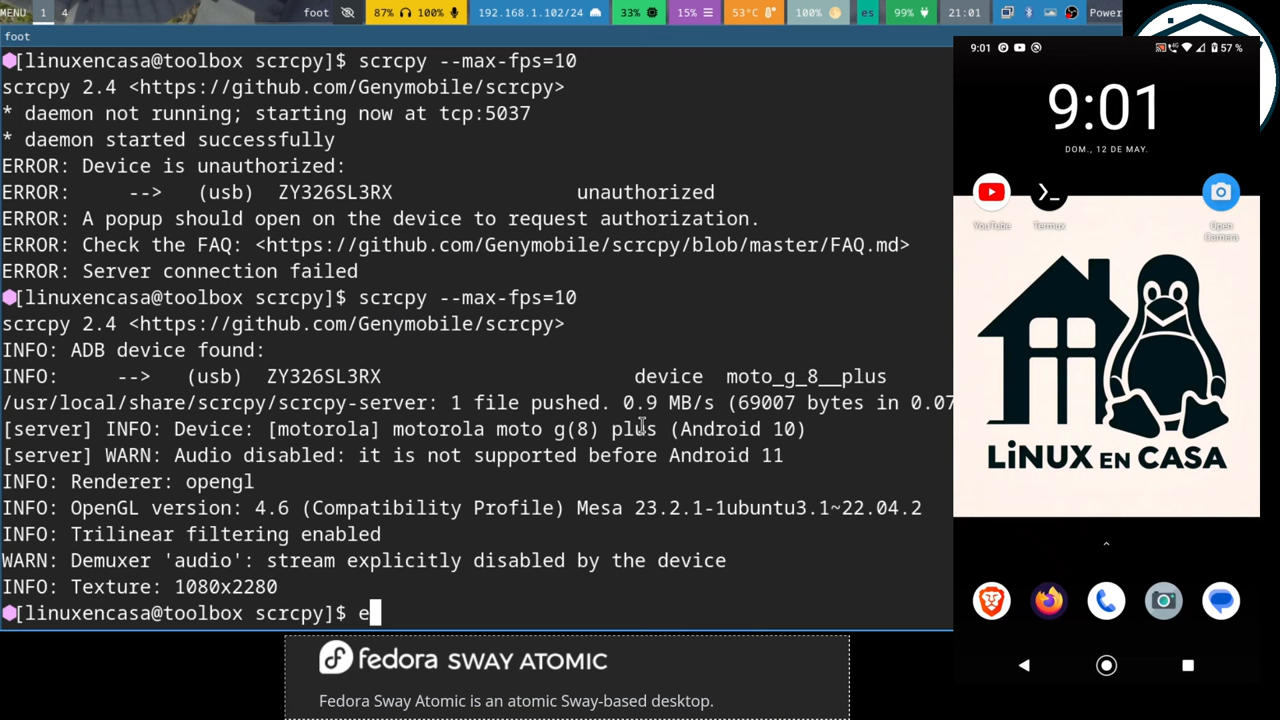 MENU 1 4 foot 87% 100% 192.168.1.102/24 33% 15% 53°C 100% es 99% 21:01 Power
foot
[linuxencasa@toolbox scrcpy]$ scrcpy --max-fps=10
scrcpy 2.4 <https://github.com/Genymobile/scrcpy>
* daemon not running; starting now at tcp:5037
* daemon started successfully
ERROR: Device is unauthorized:
ERROR:     -->   (usb)  ZY326SL3RX                 unauthorized
ERROR: A popup should open on the device to request authorization.
ERROR: Check the FAQ: <https://github.com/Genymobile/scrcpy/blob/master/FAQ.md>
ERROR: Server connection failed
[linuxencasa@toolbox scrcpy]$ scrcpy --max-fps=10
scrcpy 2.4 <https://github.com/Genymobile/scrcpy>
INFO: ADB device found:
INFO:     -->   (usb)  ZY326SL3RX                      device  moto_g_8__plus
/usr/local/share/scrcpy/scrcpy-server: 1 file pushed. 0.9 MB/s (69007 bytes in 0.07
[server] INFO: Device: [motorola] motorola moto g(8) plus (Android 10)
[server] WARN: Audio disabled: it is not supported before Android 11
INFO: Renderer: opengl
INFO: OpenGL version: 4.6 (Compatibility Profile) Mesa 23.2.1-1ubuntu3.1~22.04.2
INFO: Trilinear filtering enabled
WARN: Demuxer 'audio': stream explicitly disabled by the device
INFO: Texture: 1080x2280
[linuxencasa@toolbox scrcpy]$ e
fedora SWAY ATOMIC
Fedora Sway Atomic is an atomic Sway-based desktop.
9:01 57 %
9:01
DOM., 12 DE MAY.
YouTube Termux Open
Camera
LiNUX EN CASA